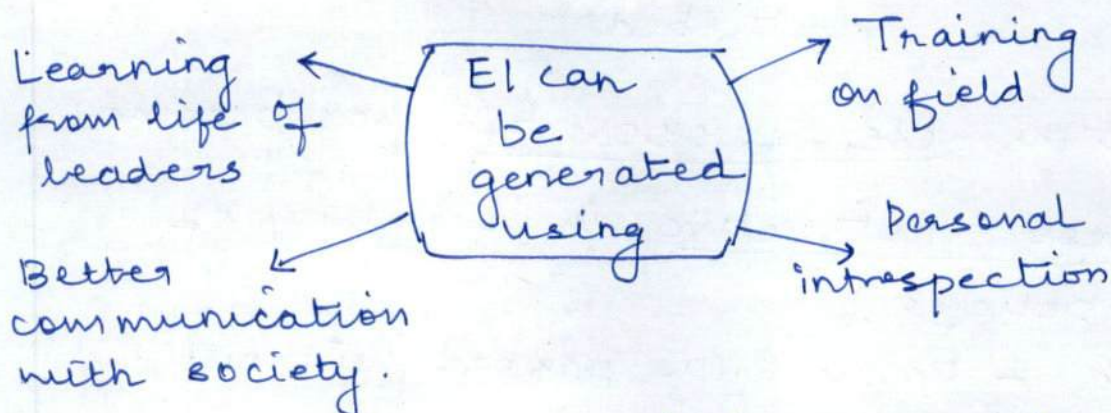 EI can
be
generated
using
Learning
from life of
leaders
Training
on field
Better
communication
with society.
Personal
introspection